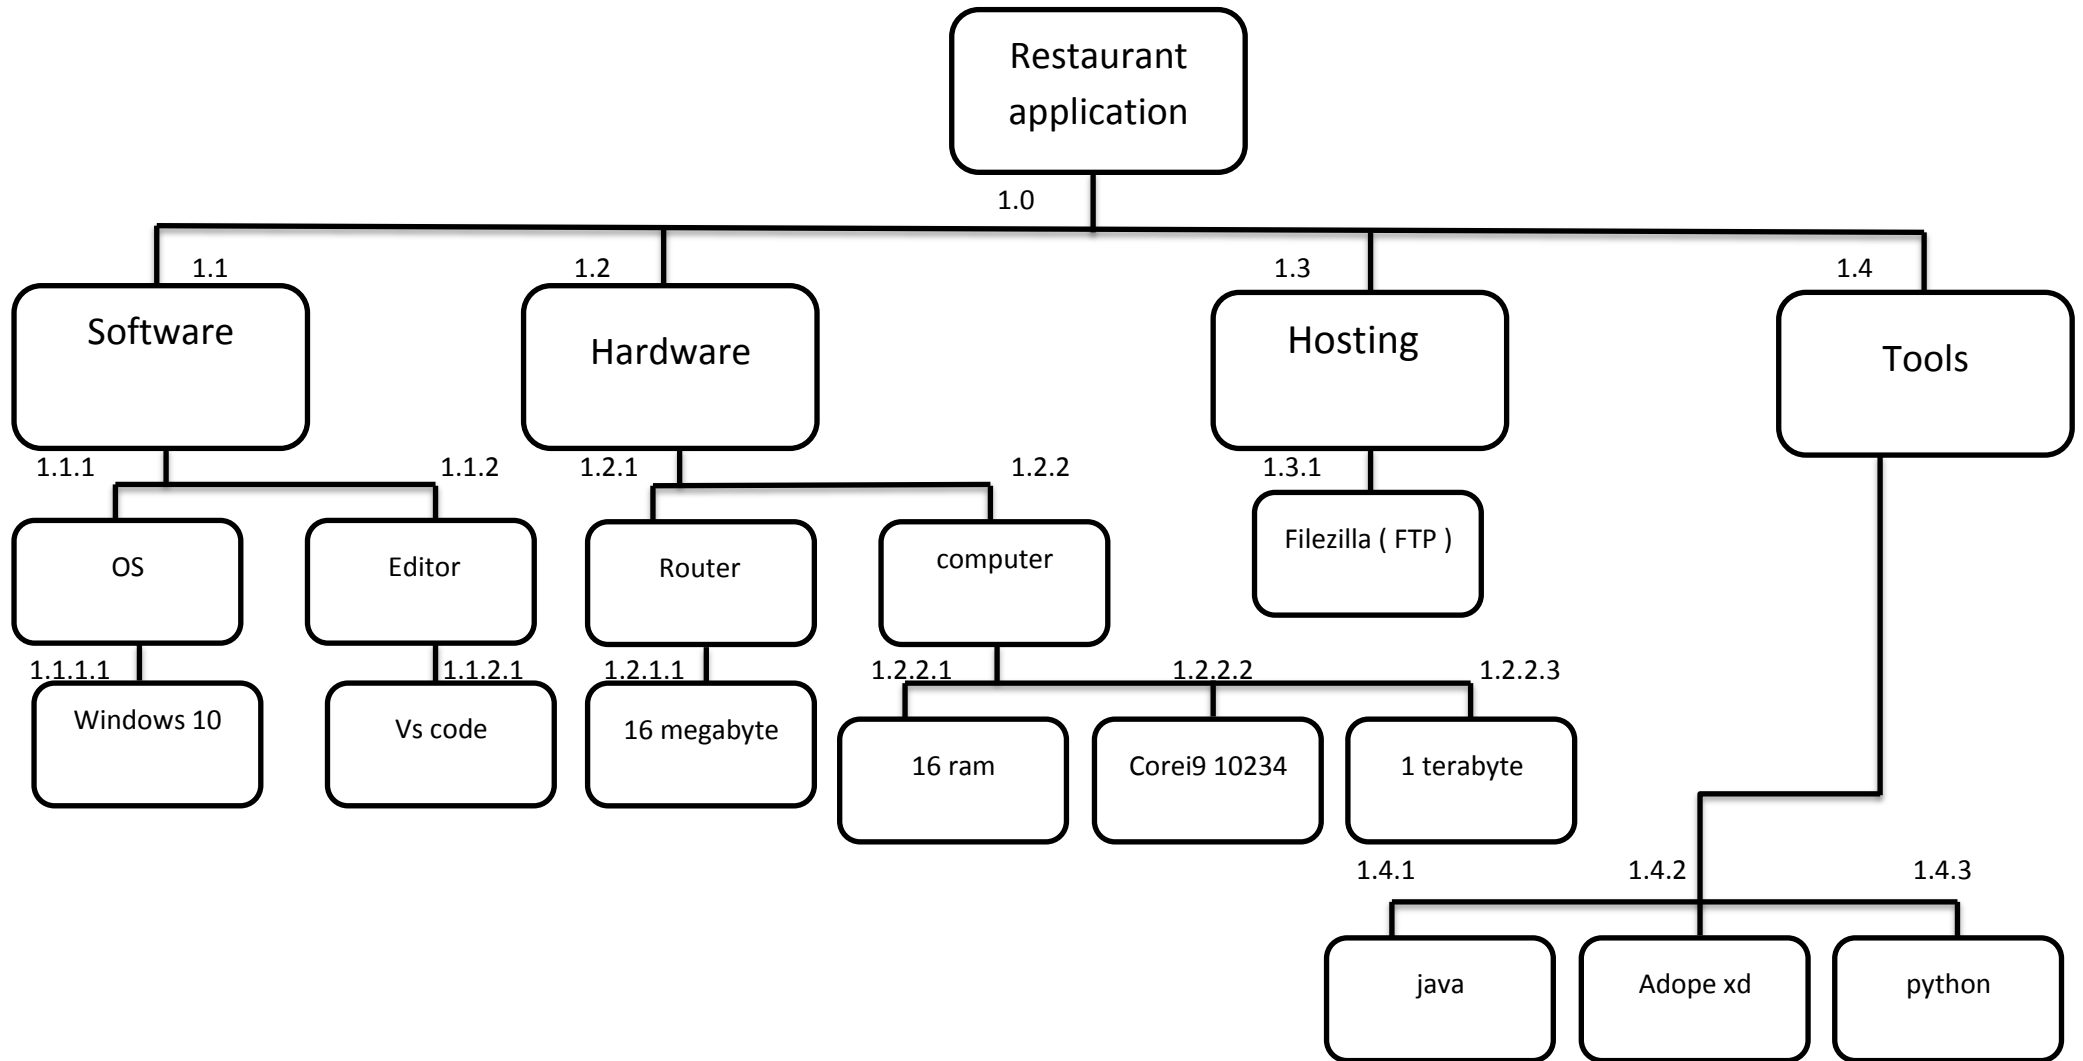 Restaurant
application
1.0
1.1
1.2
1.3
1.4
Software
Hardware
Hosting
Tools
1.1.1
1.1.2
1.2.1
1.2.2
1.3.1
OS
Editor
Router
computer
Filezilla ( FTP )
1.1.1.1
1.1.2.1
1.2.1.1
1.2.2.1
1.2.2.2
1.2.2.3
Windows 10
Vs code
16 megabyte
16 ram
Corei9 10234
1 terabyte
1.4.1
1.4.2
1.4.3
java
Adope xd
python